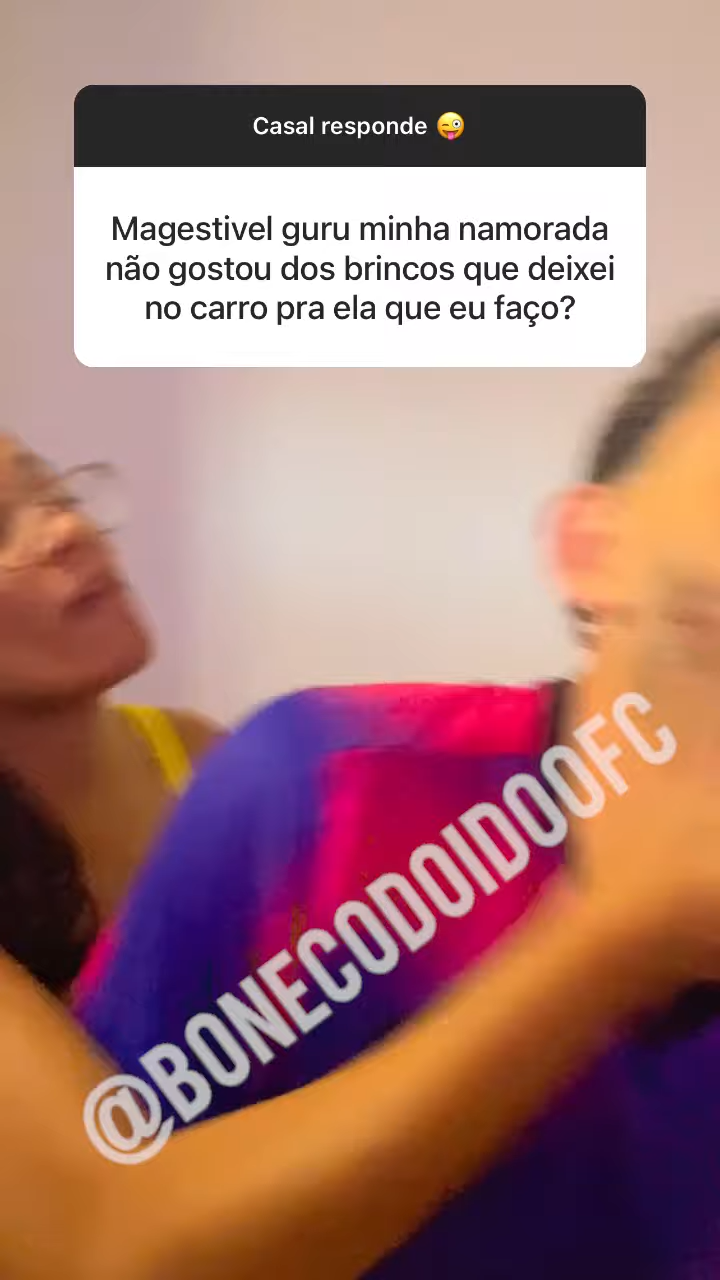 Casal responde 😜
Magestivel guru minha namorada
não gostou dos brincos que deixei
no carro pra ela que eu faço?
@BONECODOIDOOFC